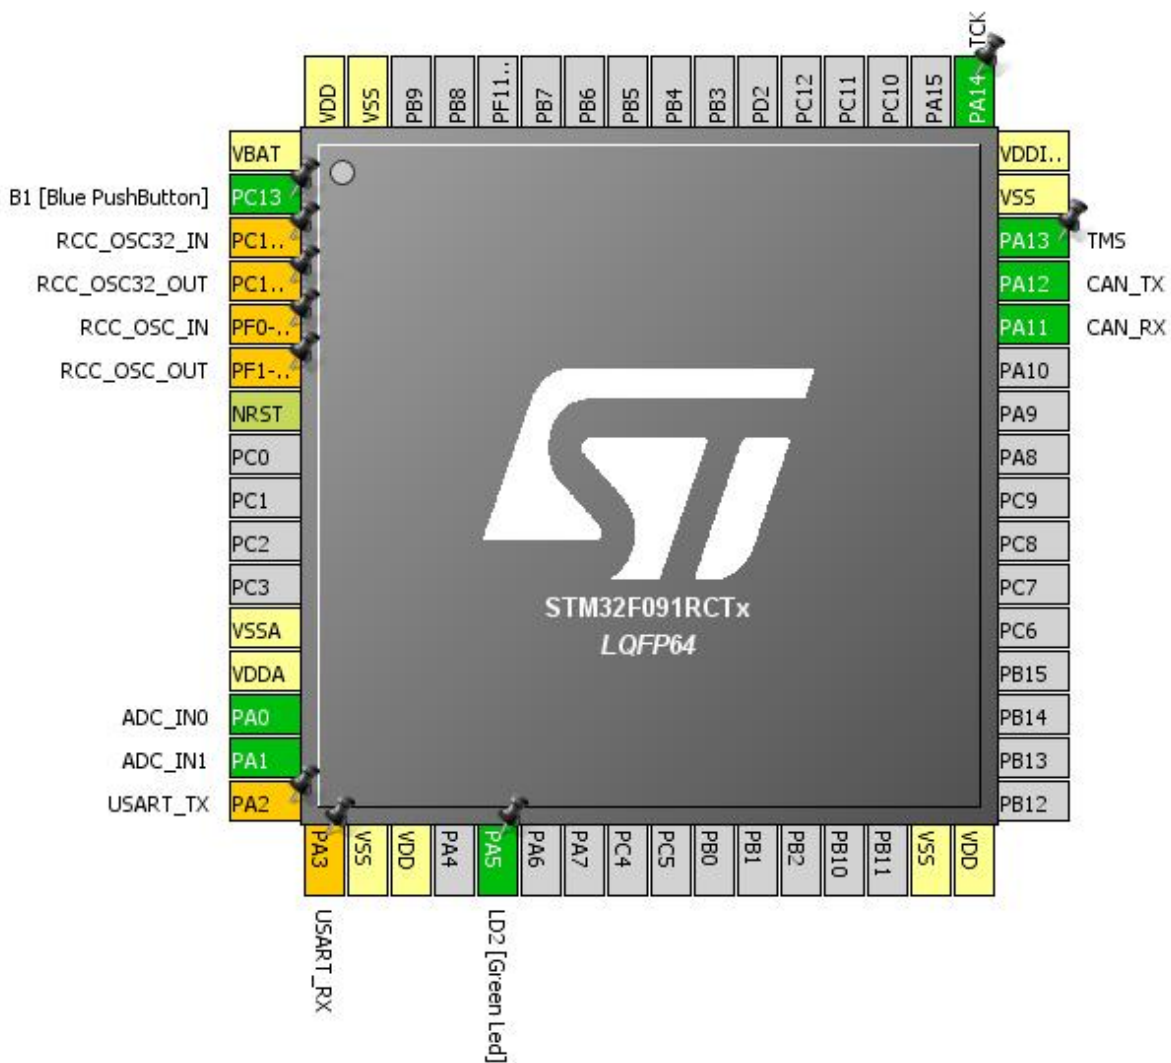 TCK
VDD
VSS
PB9
PB8
PF11..
PB7
PB6
PB5
PB4
PB3
PD2
PC12
PC11
PC10
PA15
PA14
VBAT
B1 [Blue PushButton] PC13
RCC_OSC32_IN PC1..
RCC_OSC32_OUT PC1..
RCC_OSC_IN PF0-..
RCC_OSC_OUT PF1-..
NRST
PC0
PC1
PC2
PC3
VSSA
VDDA
ADC_IN0 PA0
ADC_IN1 PA1
USART_TX PA2
STM32F091RCTx
LQFP64
VDDI..
VSS
PA13 TMS
PA12 CAN_TX
PA11 CAN_RX
PA10
PA9
PA8
PC9
PC8
PC7
PC6
PB15
PB14
PB13
PB12
PA3
VSS
VDD
PA4
PA5
PA6
PA7
PC4
PC5
PB0
PB1
PB2
PB10
PB11
VSS
VDD
USART_RX
LD2 [Green Led]